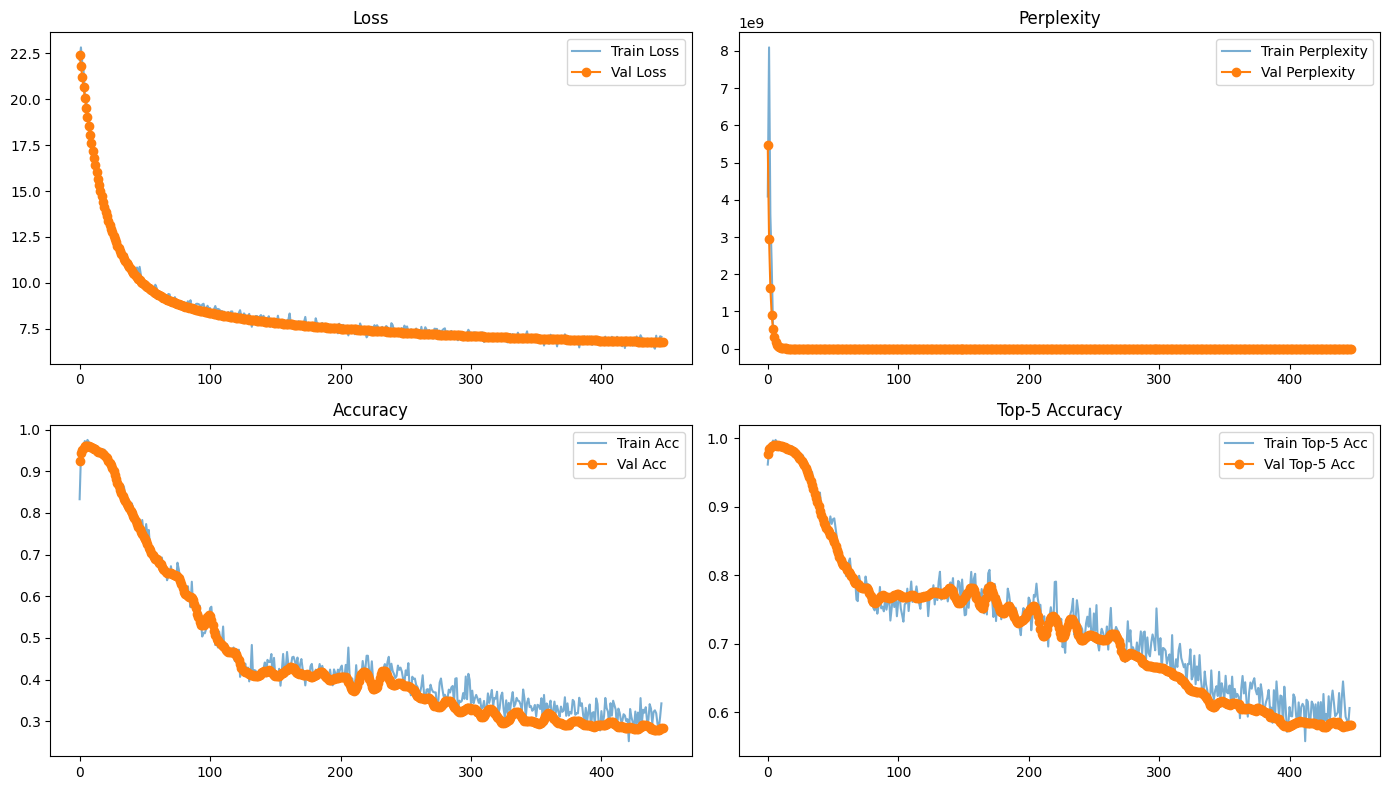 Loss
22.5
20.0
17.5
15.0
12.5
10.0
7.5
0 100 200 300 400
Train Loss
Val Loss
Perplexity
1e9
8
7
6
5
4
3
2
1
0
0 100 200 300 400
Train Perplexity
Val Perplexity
Accuracy
1.0
0.9
0.8
0.7
0.6
0.5
0.4
0.3
0 100 200 300 400
Train Acc
Val Acc
Top-5 Accuracy
1.0
0.9
0.8
0.7
0.6
0 100 200 300 400
Train Top-5 Acc
Val Top-5 Acc